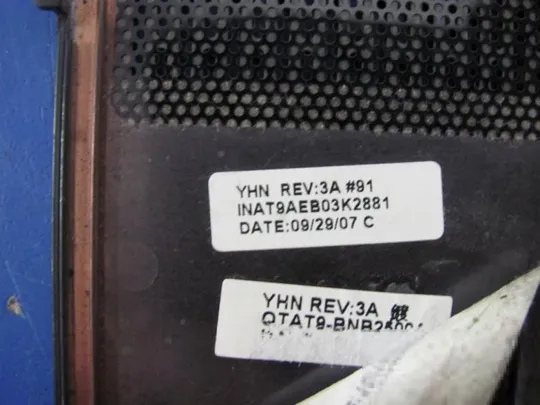 YHN REV:3A #91
INAT9AEB03K2881
DATE:09/29/07 C
YHN REV:3A